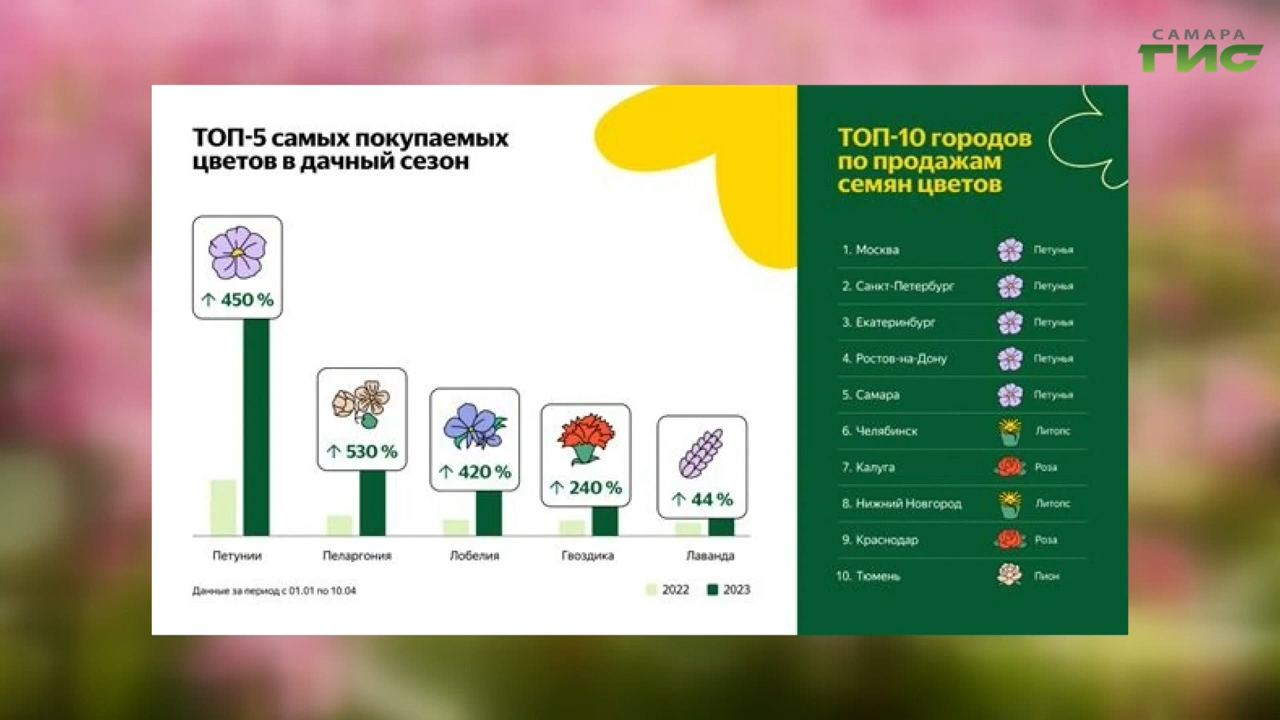 САМАРА
ГИС
ТОП-5 самых покупаемых
цветов в дачный сезон
↑ 450 %
↑ 530 %
↑ 420 %
↑ 240 %
↑ 44 %
Петунии
Пеларгония
Лобелия
Гвоздика
Лаванда
Данные за период с 01.01 по 10.04
2022
2023
ТОП-10 городов
по продажам
семян цветов
1. Москва Петунья
2. Санкт-Петербург Петунья
3. Екатеринбург Петунья
4. Ростов-на-Дону Петунья
5. Самара Петунья
6. Челябинск Литопс
7. Калуга Роза
8. Нижний Новгород Литопс
9. Краснодар Роза
10. Тюмень Пион